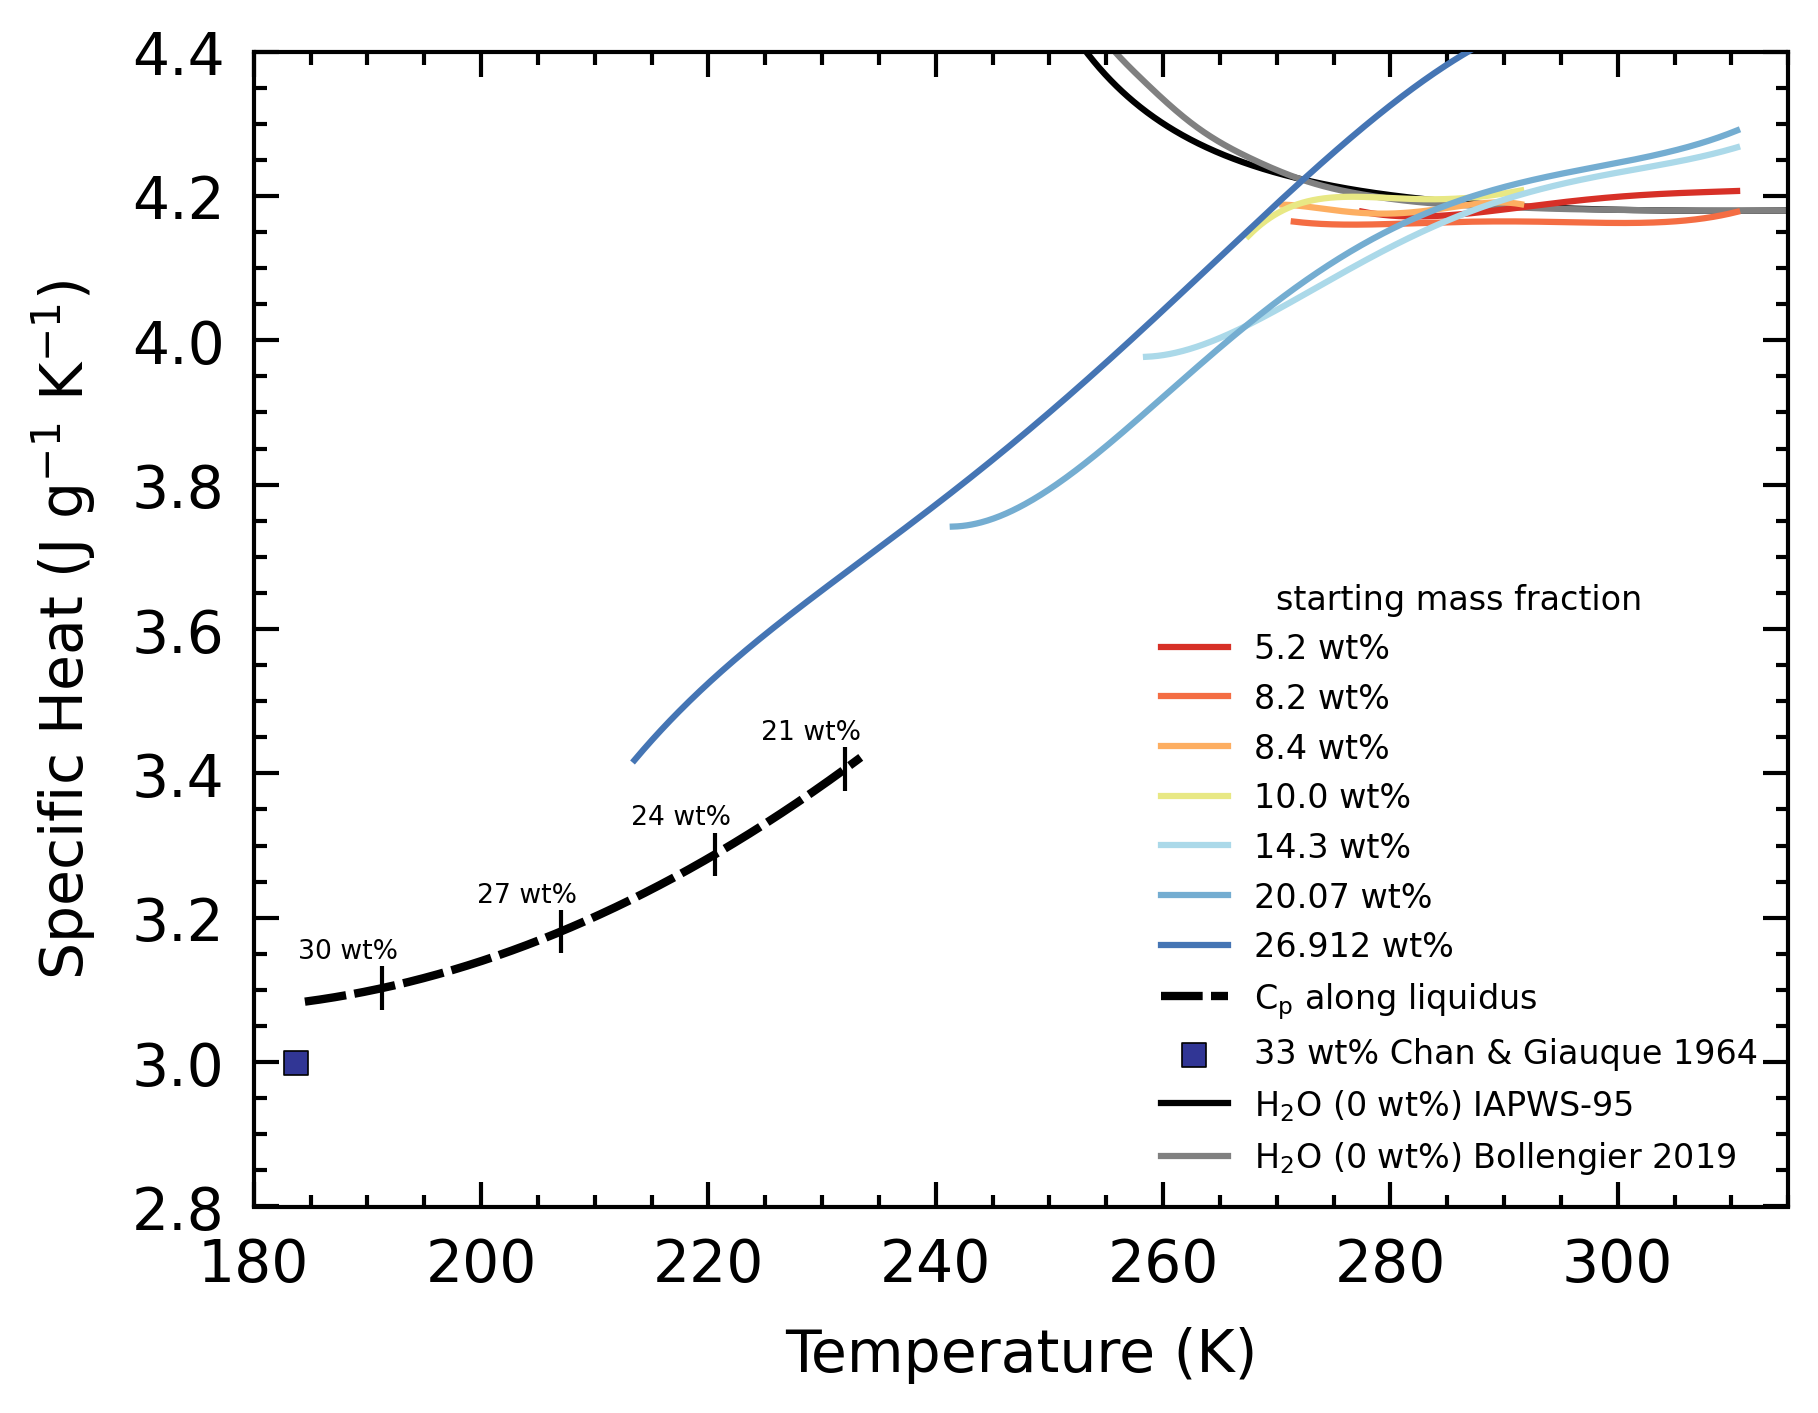 4.4
4.2
4.0
3.8
3.6
3.4
3.2
3.0
2.8
Specific Heat (J g⁻¹ K⁻¹)
21 wt%
24 wt%
27 wt%
30 wt%
starting mass fraction
5.2 wt%
8.2 wt%
8.4 wt%
10.0 wt%
14.3 wt%
20.07 wt%
26.912 wt%
Cₚ along liquidus
33 wt% Chan & Giauque 1964
H₂O (0 wt%) IAPWS-95
H₂O (0 wt%) Bollengier 2019
180 200 220 240 260 280 300
Temperature (K)